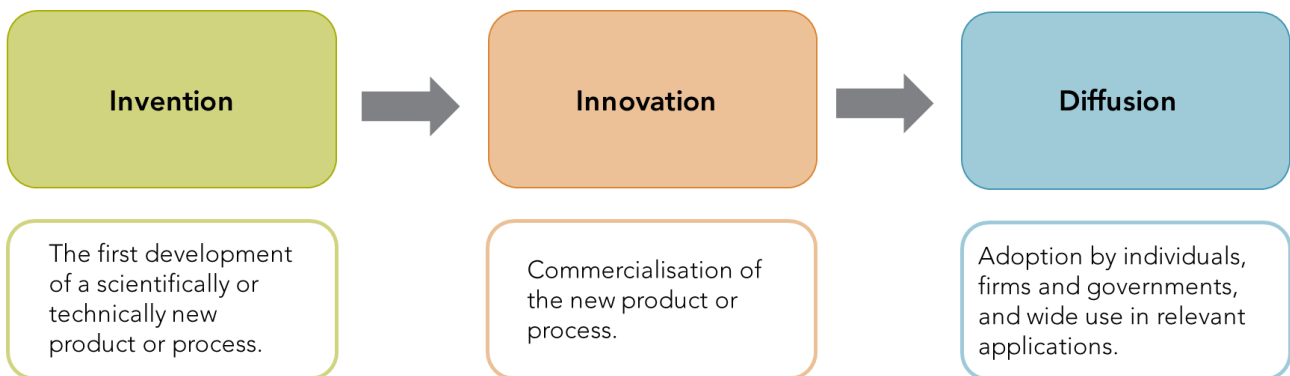 Invention
Innovation
Diffusion
The first development
of a scientifically or
technically new
product or process.
Commercialisation of
the new product or
process.
Adoption by individuals,
firms and governments,
and wide use in relevant
applications.